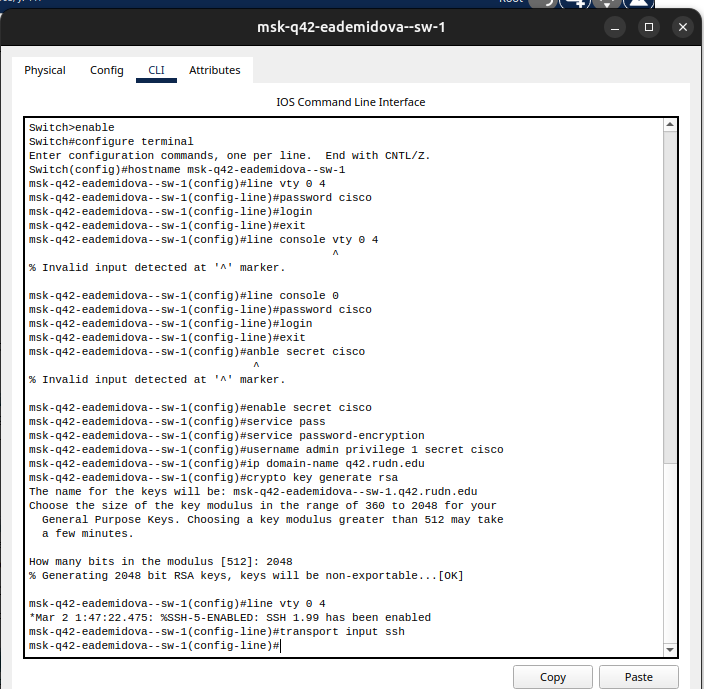 msk-q42-eademidova--sw-1
Physical Config CLI Attributes
IOS Command Line Interface
Switch>enable
Switch#configure terminal
Enter configuration commands, one per line.  End with CNTL/Z.
Switch(config)#hostname msk-q42-eademidova--sw-1
msk-q42-eademidova--sw-1(config)#line vty 0 4
msk-q42-eademidova--sw-1(config-line)#password cisco
msk-q42-eademidova--sw-1(config-line)#login
msk-q42-eademidova--sw-1(config-line)#exit
msk-q42-eademidova--sw-1(config)#line console vty 0 4
^
% Invalid input detected at '^' marker.
msk-q42-eademidova--sw-1(config)#line console 0
msk-q42-eademidova--sw-1(config-line)#password cisco
msk-q42-eademidova--sw-1(config-line)#login
msk-q42-eademidova--sw-1(config-line)#exit
msk-q42-eademidova--sw-1(config)#anble secret cisco
^
% Invalid input detected at '^' marker.
msk-q42-eademidova--sw-1(config)#enable secret cisco
msk-q42-eademidova--sw-1(config)#service pass
msk-q42-eademidova--sw-1(config)#service password-encryption
msk-q42-eademidova--sw-1(config)#username admin privilege 1 secret cisco
msk-q42-eademidova--sw-1(config)#ip domain-name q42.rudn.edu
msk-q42-eademidova--sw-1(config)#crypto key generate rsa
The name for the keys will be: msk-q42-eademidova--sw-1.q42.rudn.edu
Choose the size of the key modulus in the range of 360 to 2048 for your
General Purpose Keys. Choosing a key modulus greater than 512 may take
a few minutes.
How many bits in the modulus [512]: 2048
% Generating 2048 bit RSA keys, keys will be non-exportable...[OK]
msk-q42-eademidova--sw-1(config)#line vty 0 4
*Mar 2 1:47:22.475: %SSH-5-ENABLED: SSH 1.99 has been enabled
msk-q42-eademidova--sw-1(config-line)#transport input ssh
msk-q42-eademidova--sw-1(config-line)#
Copy Paste